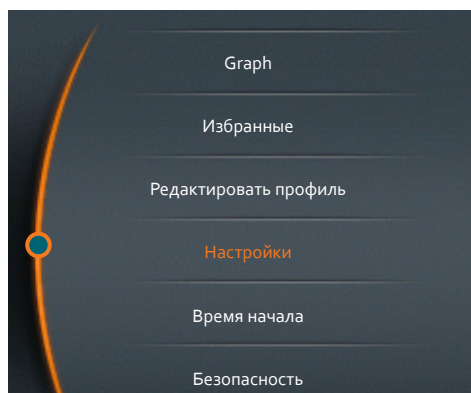 Graph
Избранные
Редактировать профиль
Настройки
Время начала
Безопасность